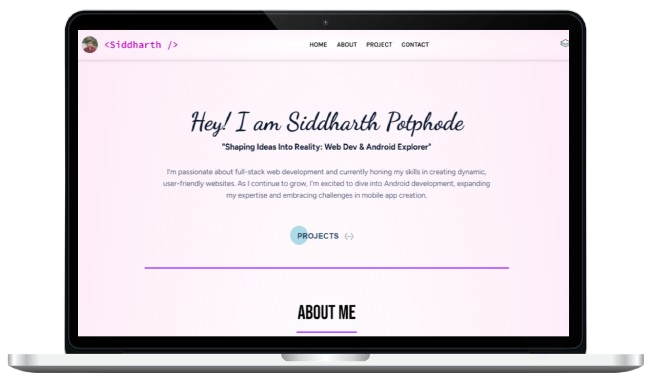 <Siddharth />
HOME ABOUT PROJECT CONTACT
Hey! I am Siddharth Potphode
"Shaping Ideas Into Reality: Web Dev & Android Explorer"
I'm passionate about full-stack web development and currently honing my skills in creating dynamic,
user-friendly websites. As I continue to grow, I'm excited to dive into Android development, expanding
my expertise and embracing challenges in mobile app creation.
PROJECTS
ABOUT ME